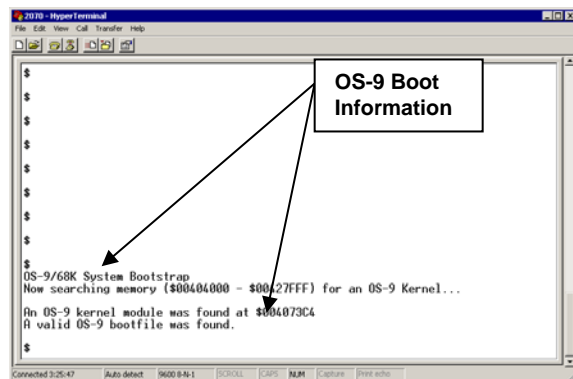 2070 - HyperTerminal
File Edit View Call Transfer Help
$
$
$
$
$
$
$
$
$
OS-9 Boot
Information
OS-9/68K System Bootstrap
Now searching memory ($00404000 - $00427FFF) for an OS-9 Kernel...
An OS-9 kernel module was found at $004073C4
A valid OS-9 bootfile was found.
$
Connected 3:25:47 Auto detect 9600 8-N-1 SCROLL CAPS NUM Capture Print echo